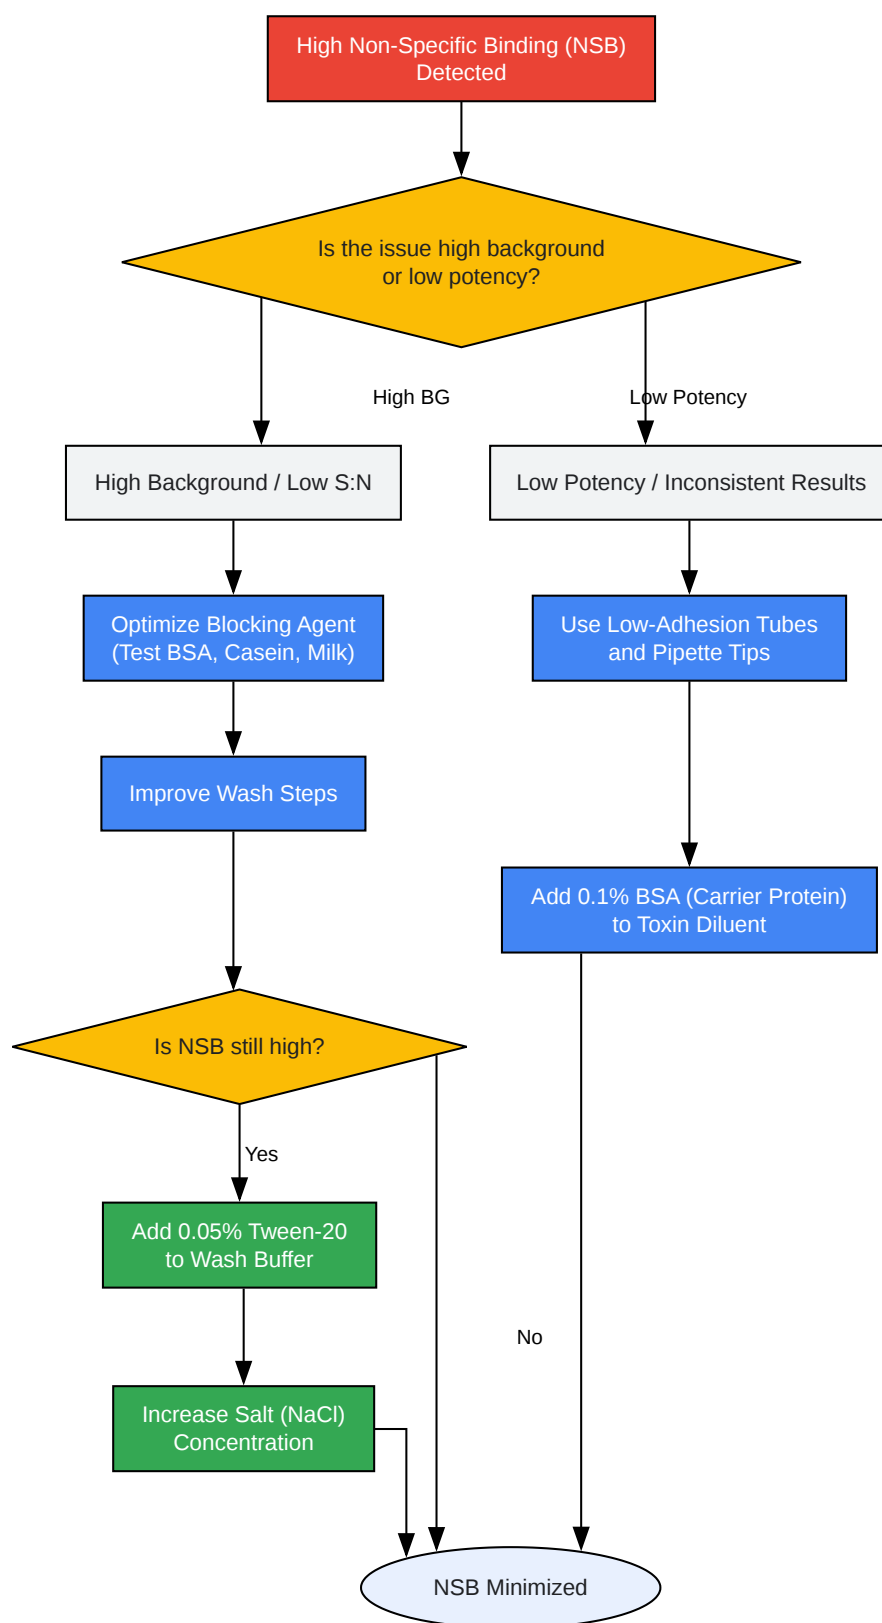 High Non-Specific Binding (NSB)
Detected
Is the issue high background
or low potency?
High BG
Low Potency
High Background / Low S:N
Low Potency / Inconsistent Results
Optimize Blocking Agent
(Test BSA, Casein, Milk)
Use Low-Adhesion Tubes
and Pipette Tips
Improve Wash Steps
Add 0.1% BSA (Carrier Protein)
to Toxin Diluent
Is NSB still high?
Yes
Add 0.05% Tween-20
to Wash Buffer
No
Increase Salt (NaCl)
Concentration
NSB Minimized